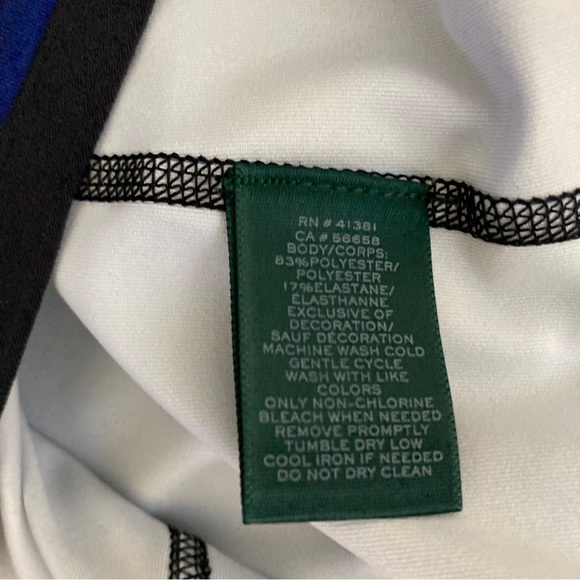 RN # 41381
CA # 56658
BODY/CORPS:
83%POLYESTER/
POLYESTER
17%ELASTANE/
ÉLASTHANNE
EXCLUSIVE OF
DECORATION/
SAUF DÉCORATION
MACHINE WASH COLD
GENTLE CYCLE
WASH WITH LIKE
COLORS
ONLY NON-CHLORINE
BLEACH WHEN NEEDED
REMOVE PROMPTLY
TUMBLE DRY LOW
COOL IRON IF NEEDED
DO NOT DRY CLEAN